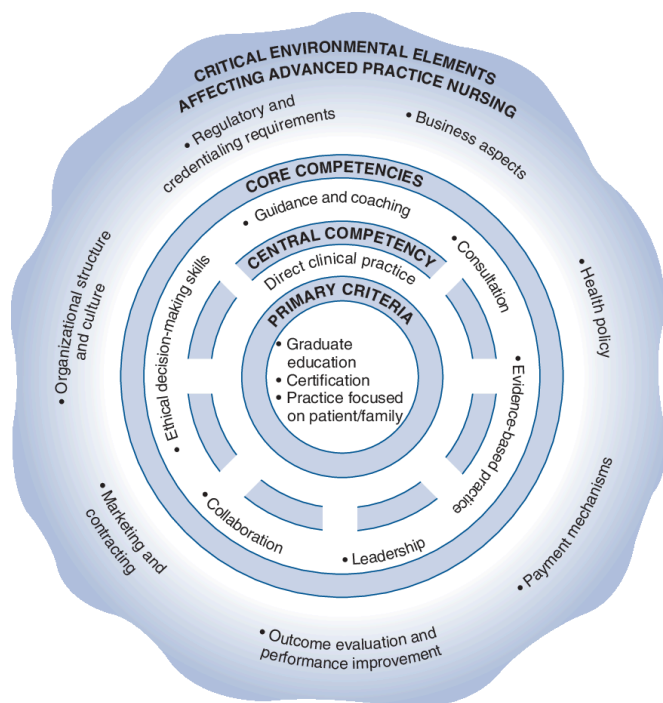 CRITICAL ENVIRONMENTAL ELEMENTS
AFFECTING ADVANCED PRACTICE NURSING
• Regulatory and
credentialing requirements
• Business aspects
• Organizational structure
and culture
• Health policy
• Marketing and
contracting
• Payment mechanisms
• Outcome evaluation and
performance improvement
CORE COMPETENCIES
• Guidance and coaching
• Consultation
• Ethical decision-making skills
• Evidence-based practice
• Collaboration
• Leadership
CENTRAL COMPETENCY
Direct clinical practice
PRIMARY CRITERIA
• Graduate
education
• Certification
• Practice focused
on patient/family